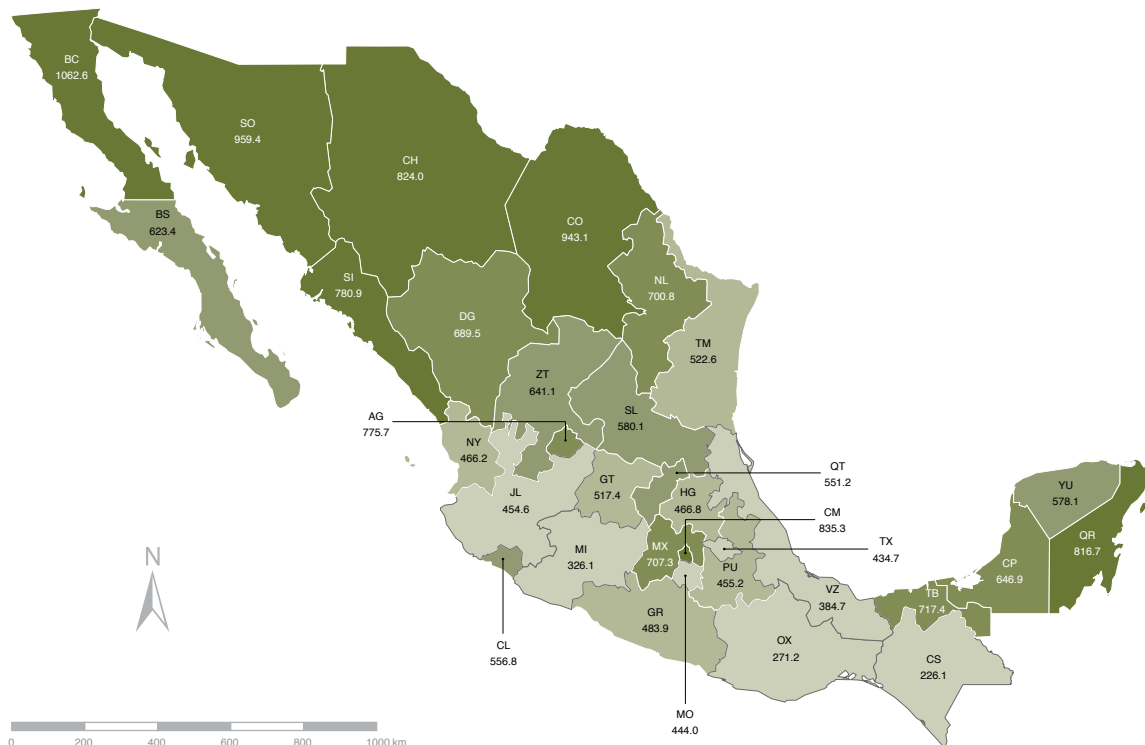 BC
1062.6
SO
959.4
CH
824.0
BS
623.4
CO
943.1
SI
780.9
NL
700.8
DG
689.5
TM
522.6
ZT
641.1
SL
580.1
AG
775.7
NY
466.2
QT
551.2
GT
517.4
HG
466.8
JL
454.6
CM
835.3
YU
578.1
QR
816.7
TX
434.7
MI
326.1
MX
707.3
PU
455.2
CP
646.9
VZ
384.7
TB
717.4
GR
483.9
OX
271.2
CS
226.1
CL
556.8
MO
444.0
N
0 200 400 600 800 1000 km